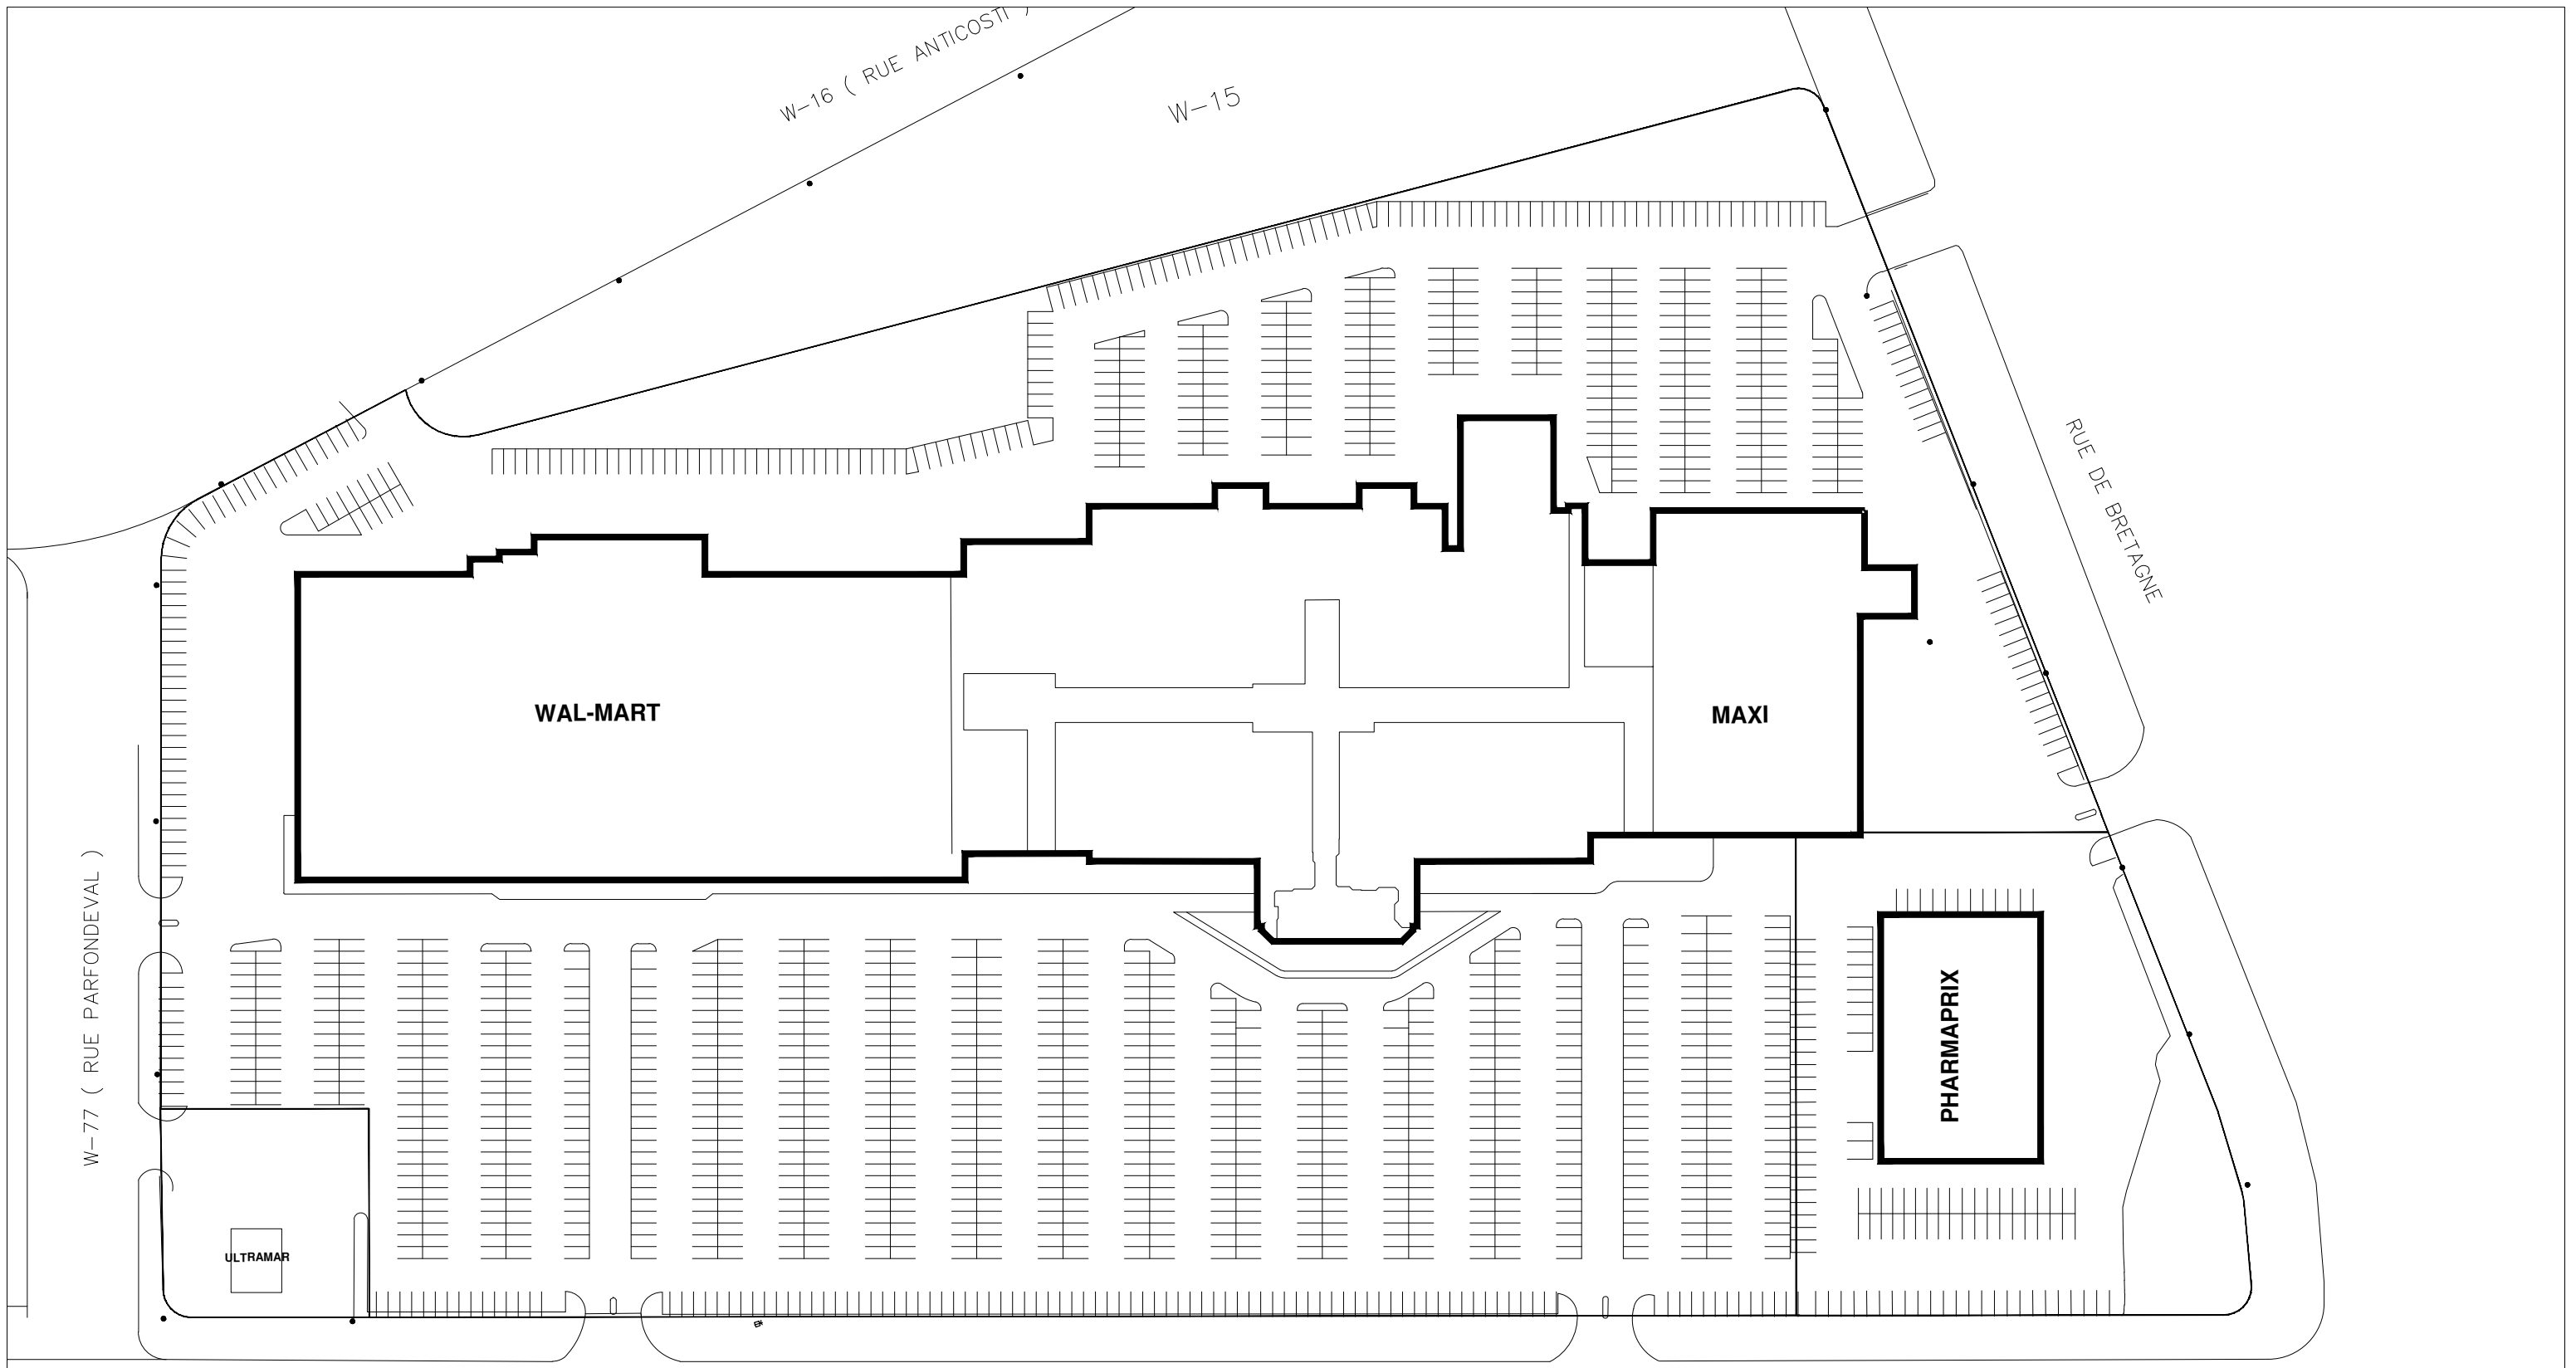 W-16 ( RUE ANTICOSTI )
W-15
RUE DE BRETAGNE
WAL-MART
MAXI
W-77 ( RUE PARFONDEVAL )
PHARMAPRIX
ULTRAMAR